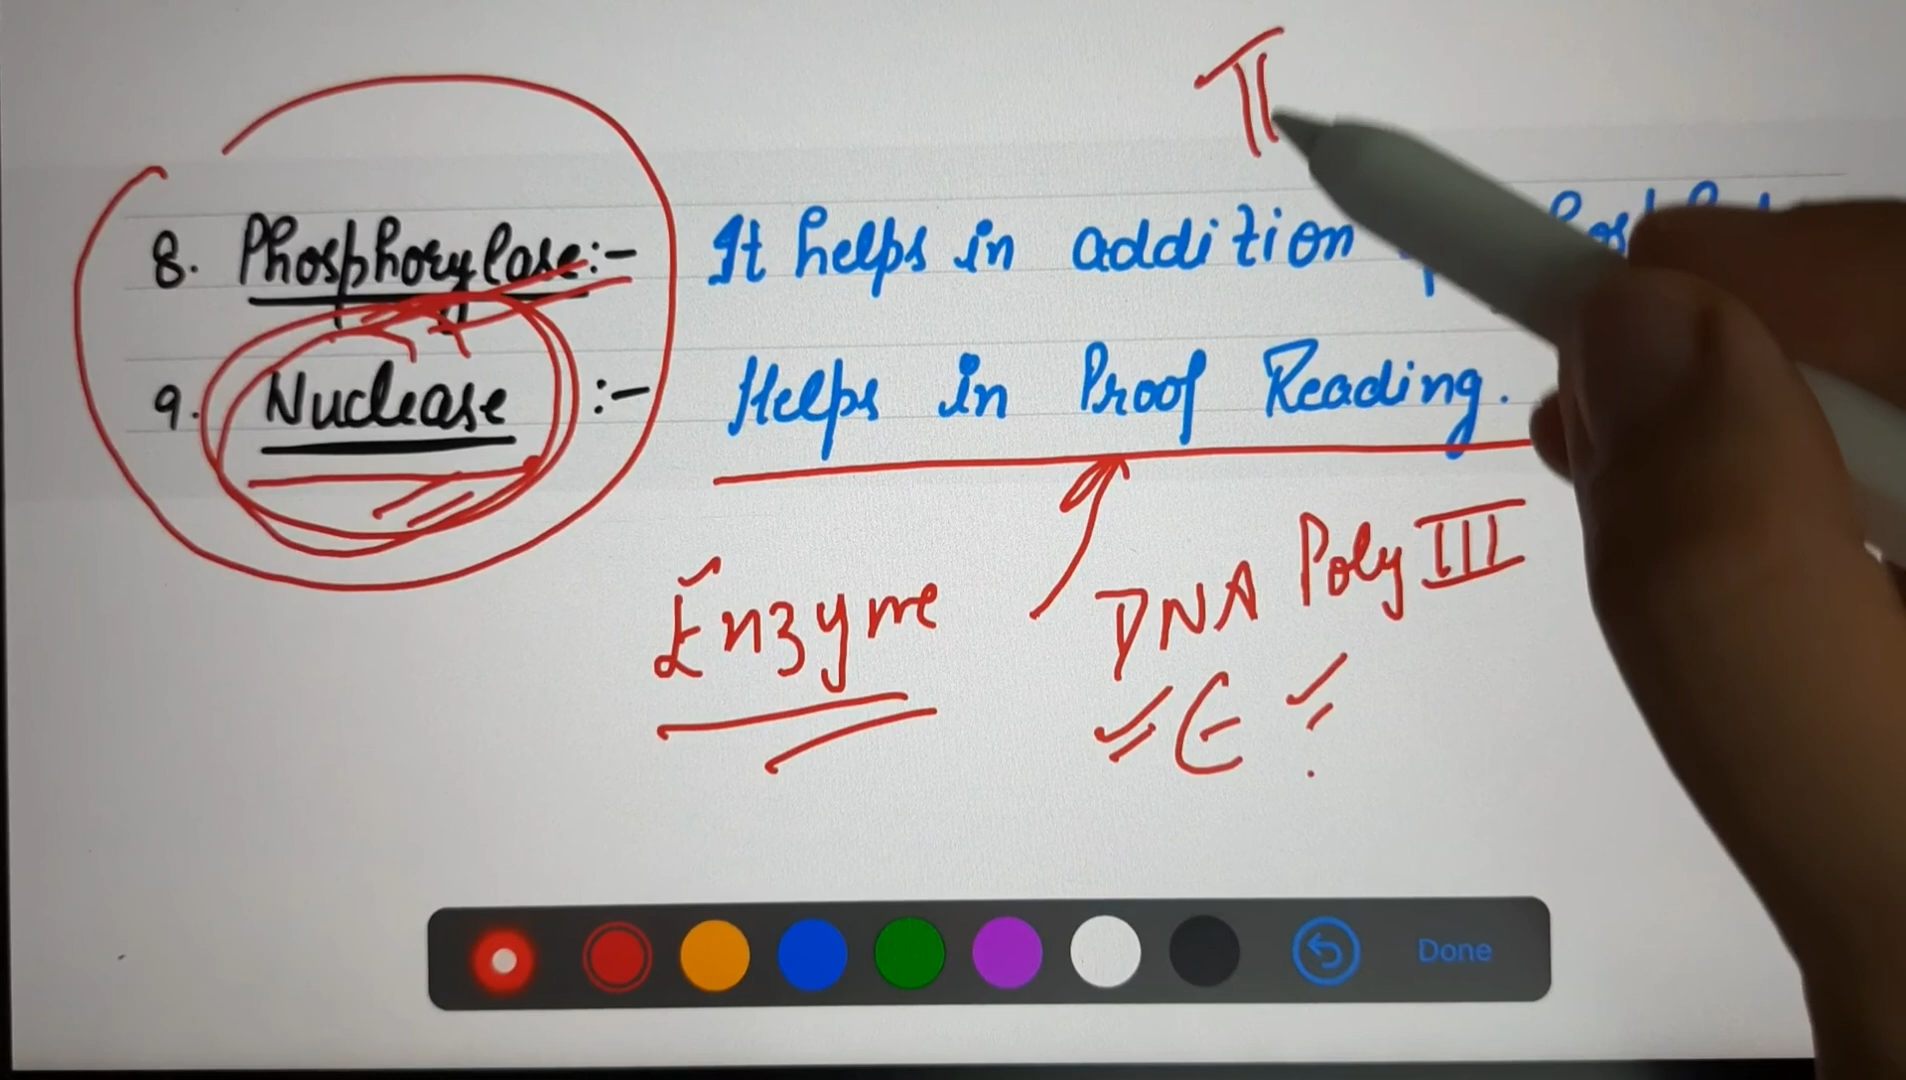 II
8. Phosphorylase:- It helps in addition
9. Nuclease :- Helps in Proof Reading.
Enzyme
DNA Poly III
E
Done